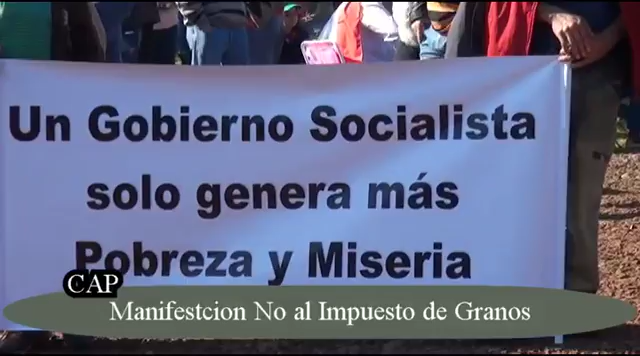 Un Gobierno Socialista
solo genera más
Pobreza y Miseria
CAP
Manifestcion No al Impuesto de Granos